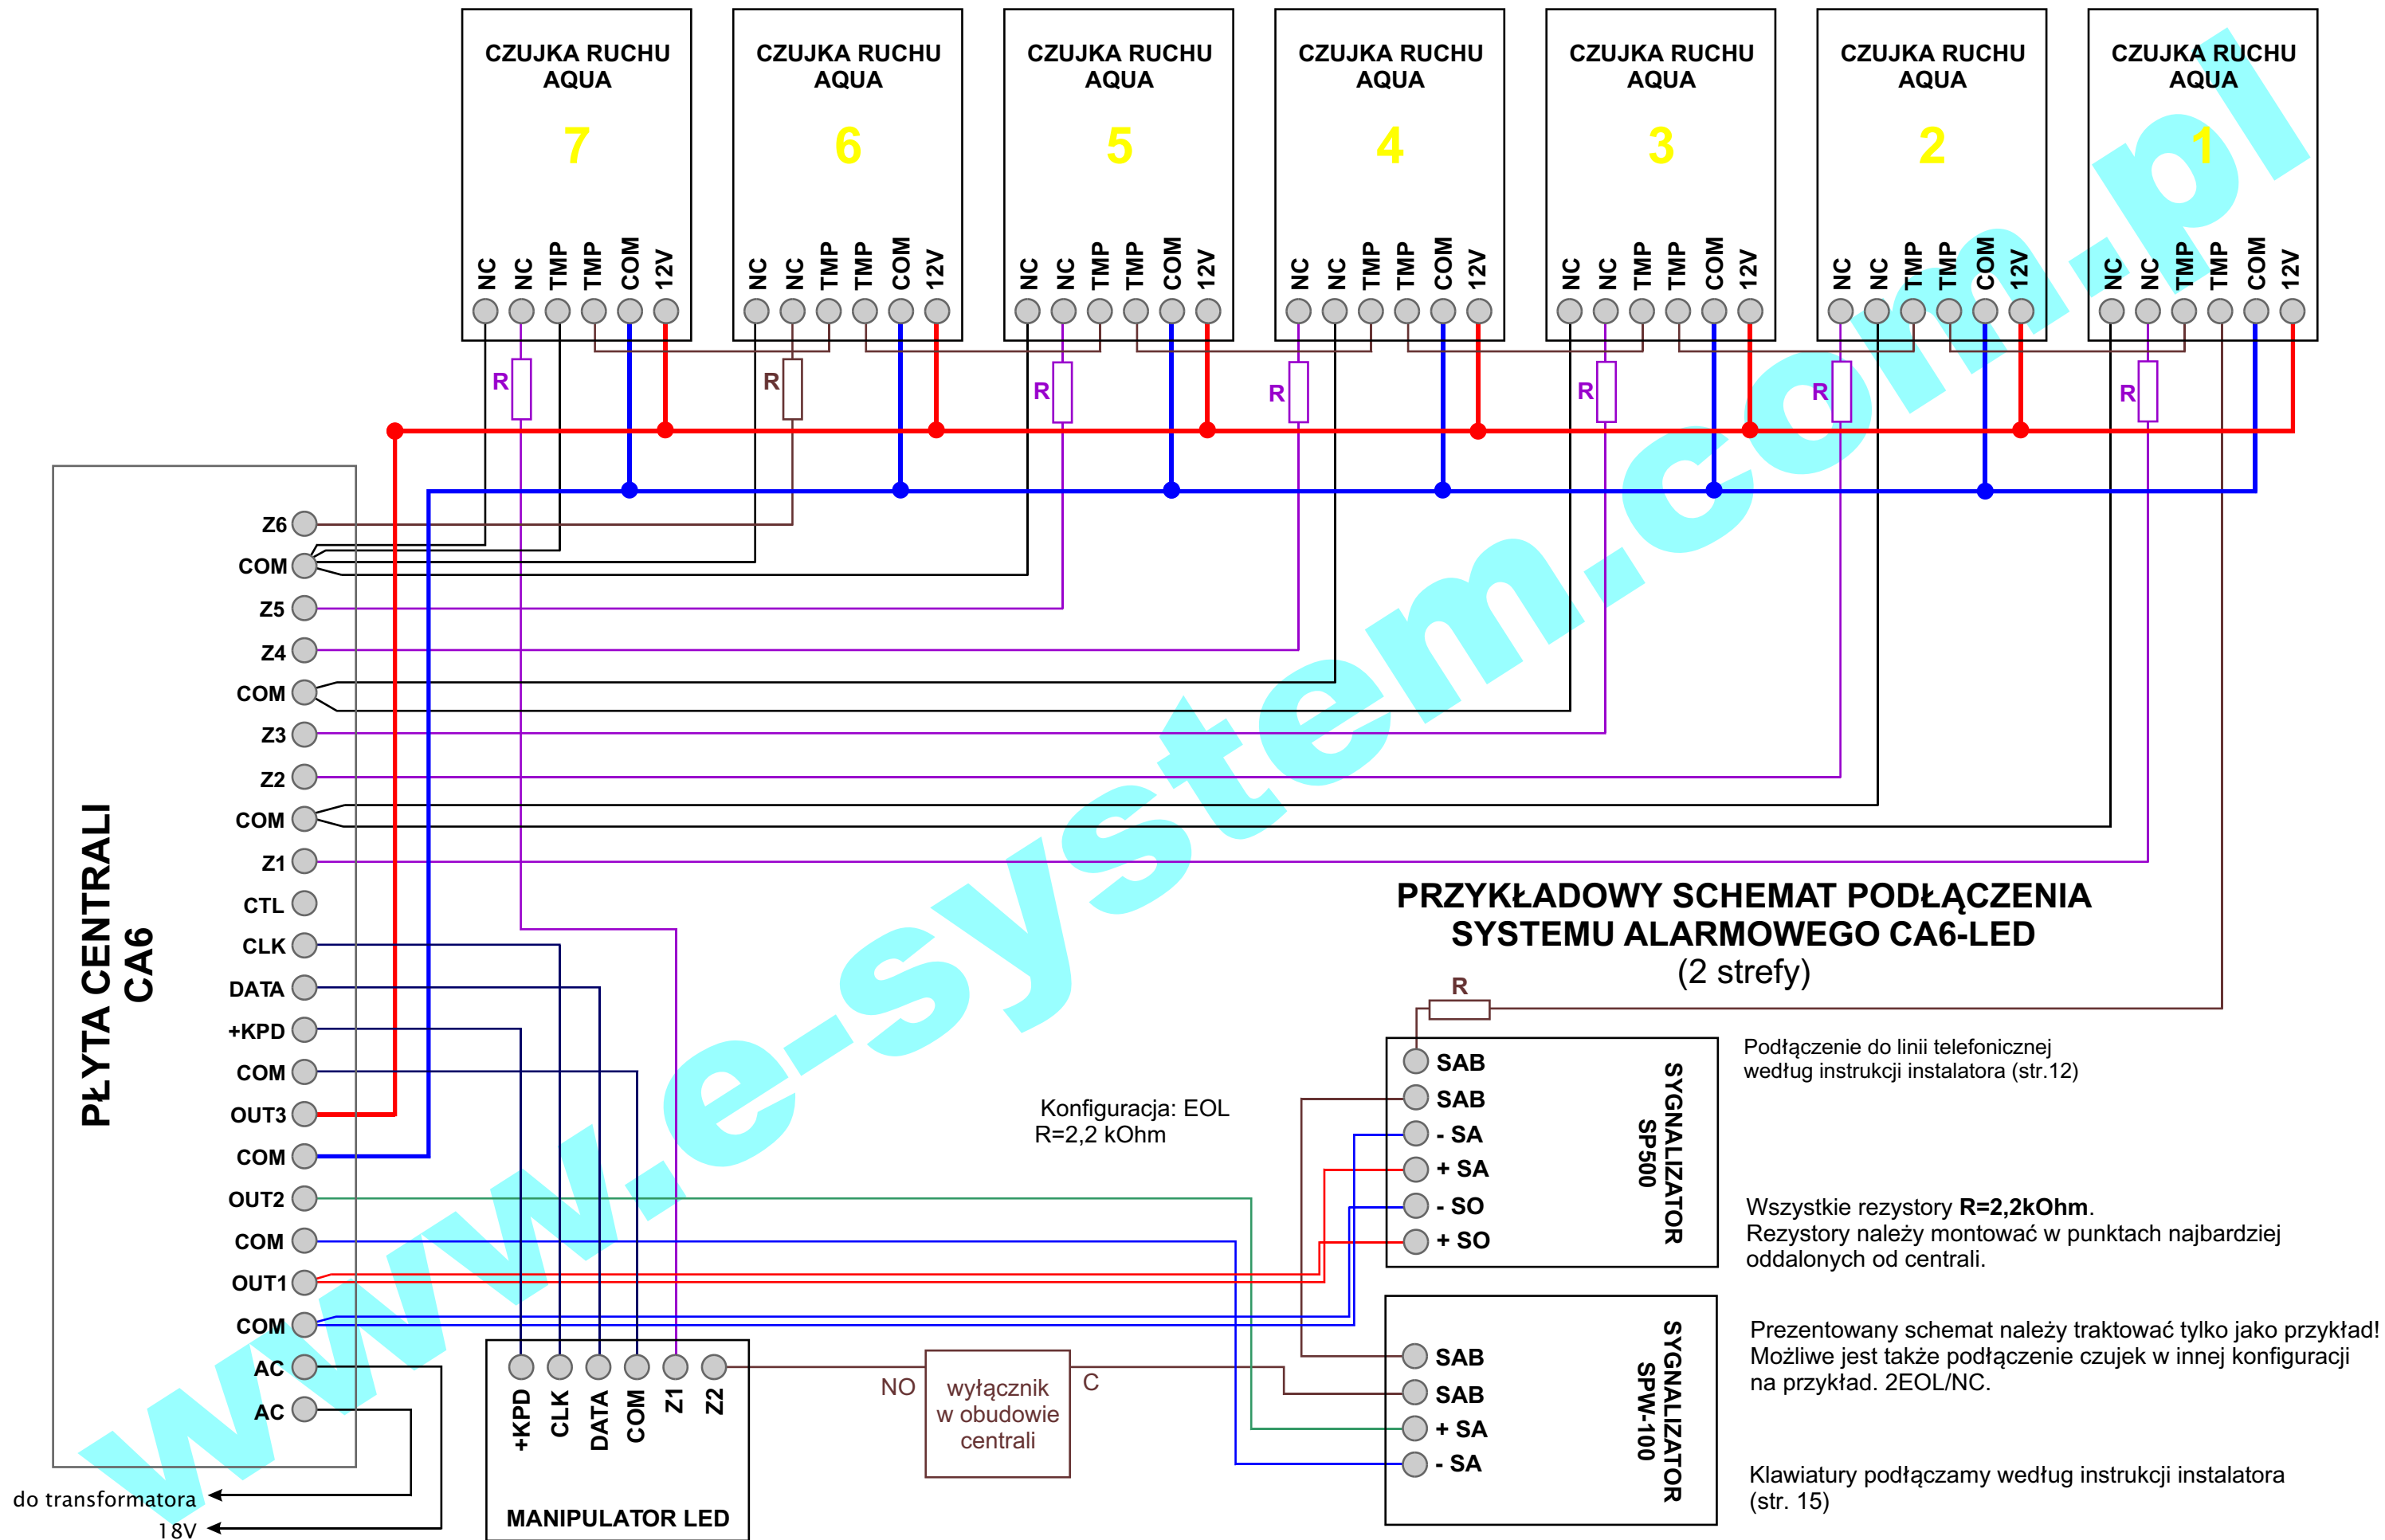 CZUJKA RUCHU
AQUA
7
NC NC TMP TMP COM 12V
R
CZUJKA RUCHU
AQUA
6
NC NC TMP TMP COM 12V
R
CZUJKA RUCHU
AQUA
5
NC NC TMP TMP COM 12V
R
CZUJKA RUCHU
AQUA
4
NC NC TMP TMP COM 12V
R
CZUJKA RUCHU
AQUA
3
NC NC TMP TMP COM 12V
R
CZUJKA RUCHU
AQUA
2
NC NC TMP TMP COM 12V
R
CZUJKA RUCHU
AQUA
1
NC NC TMP TMP COM 12V
R
PŁYTA CENTRALI
CA6
Z6
COM
Z5
Z4
COM
Z3
Z2
COM
Z1
CTL
CLK
DATA
+KPD
COM
OUT3
COM
OUT2
COM
OUT1
COM
AC
AC
do transformatora
18V
PRZYKŁADOWY SCHEMAT PODŁĄCZENIA
SYSTEMU ALARMOWEGO CA6-LED
(2 strefy)
R
Konfiguracja: EOL
R=2,2 kOhm
SAB
SAB
- SA
+ SA
- SO
+ SO
SYGNALIZATOR
SP500
Podłączenie do linii telefonicznej
według instrukcji instalatora (str.12)
Wszystkie rezystory R=2,2kOhm.
Rezystory należy montować w punktach najbardziej
oddalonych od centrali.
SAB
SAB
+ SA
- SA
SYGNALIZATOR
SPW-100
Prezentowany schemat należy traktować tylko jako przykład!
Możliwe jest także podłączenie czujek w innej konfiguracji
na przykład. 2EOL/NC.
Klawiatury podłączamy według instrukcji instalatora
(str. 15)
+KPD CLK DATA COM Z1 Z2
MANIPULATOR LED
NO
wyłącznik
w obudowie
centrali
C
www.e-system.com.pl